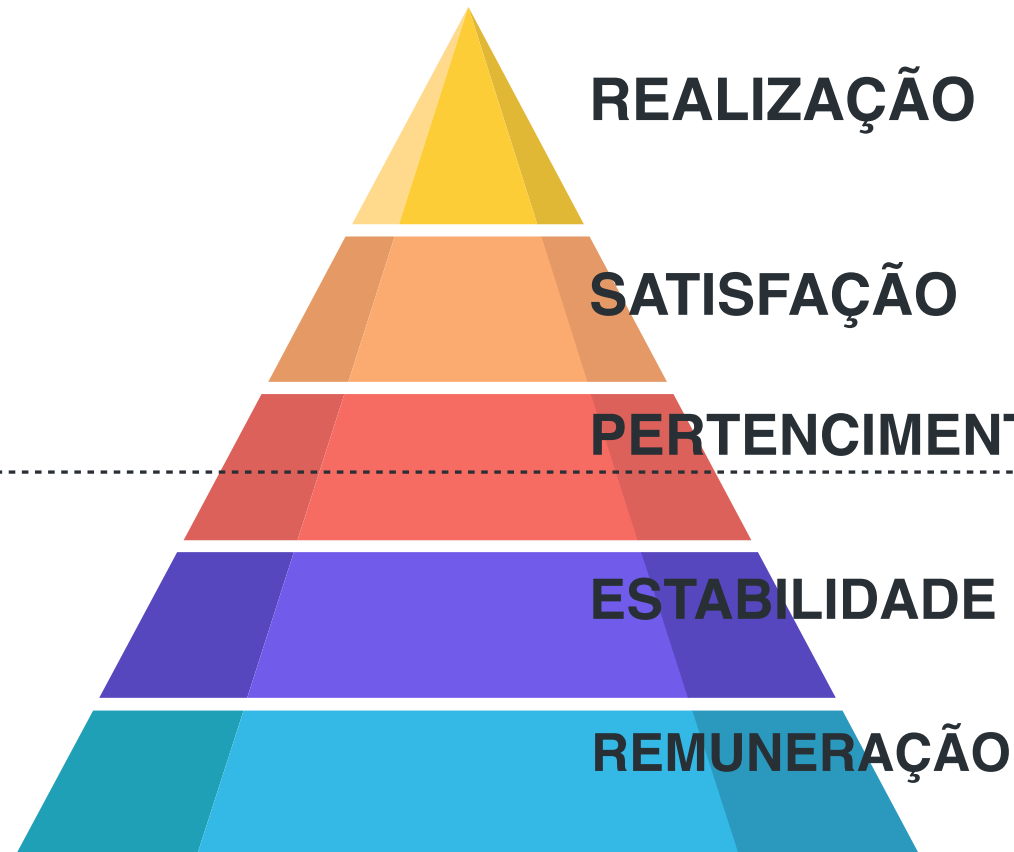 REALIZAÇÃO
SATISFAÇÃO
PERTENCIMENT
ESTABILIDADE
REMUNERAÇÃO